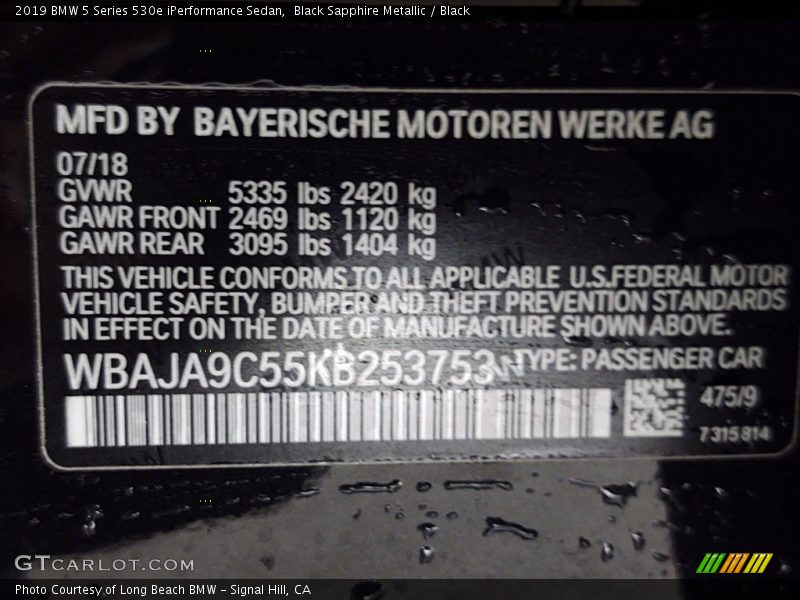 2019 BMW 5 Series 530e iPerformance Sedan,  Black Sapphire Metallic / Black
MFD BY BAYERISCHE MOTOREN WERKE AG
07/18
GVWR 5335 lbs 2420 kg
GAWR FRONT 2469 lbs 1120 kg
GAWR REAR 3095 lbs 1404 kg
THIS VEHICLE CONFORMS TO ALL APPLICABLE U.S.FEDERAL MOTOR
VEHICLE SAFETY, BUMPER AND THEFT PREVENTION STANDARDS
IN EFFECT ON THE DATE OF MANUFACTURE SHOWN ABOVE.
WBAJA9C55KB253753 TYPE: PASSENGER CAR
475/9
7 315 814
GTCARLOT.COM
Photo Courtesy of Long Beach BMW - Signal Hill, CA